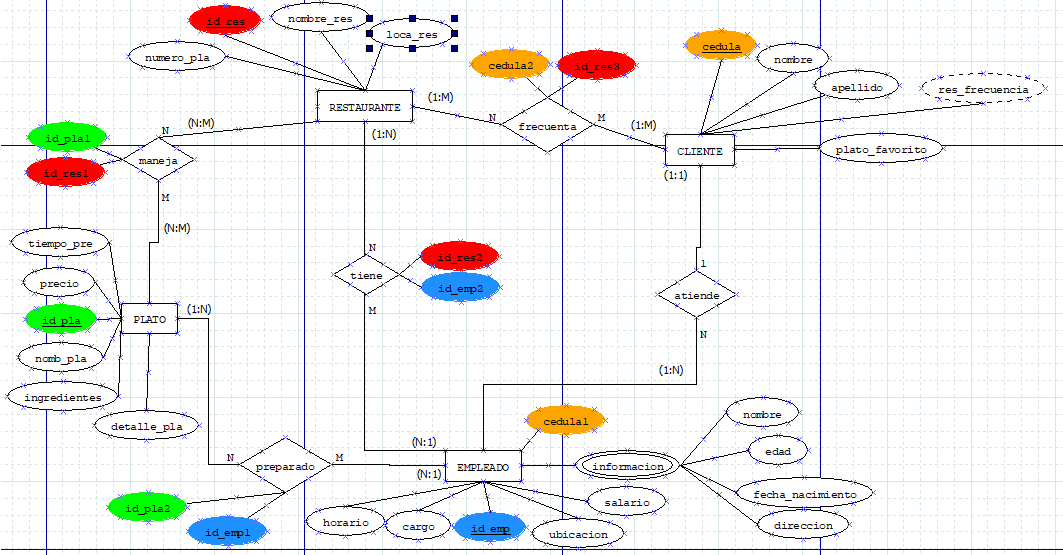 id_res
nombre_res
loca_res
numero_pla
cedula2
id_res3
cedula
nombre
apellido
res_frecuencia
RESTAURANTE
(1:M)
N
frecuenta
M
(1:M)
CLIENTE
plato_favorito
(1:1)
(N:M)
N
id_pla1
id_res1
maneja
M
(N:M)
(1:N)
tiempo_pre
precio
id_pla
nomb_pla
ingredientes
detalle_pla
PLATO
(1:N)
N
tiene
M
id_res2
id_emp2
1
atiende
N
(1:N)
cedula1
(N:1)
(N:1)
EMPLEADO
informacion
nombre
edad
fecha_nacimiento
direccion
N
preparado
M
id_pla2
id_emp1
horario
cargo
id_emp
ubicacion
salario